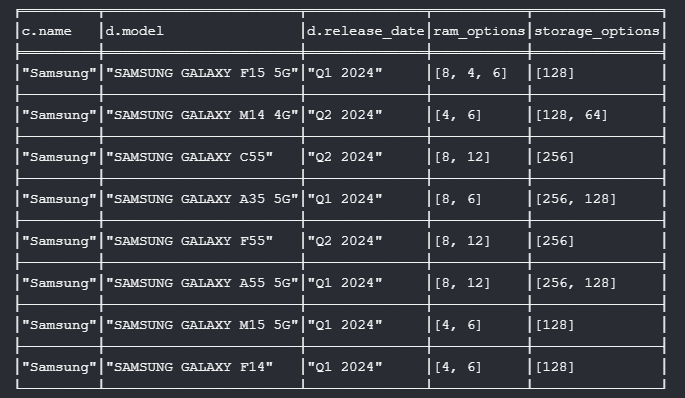 c.name d.model d.release_date ram_options storage_options
"Samsung" "SAMSUNG GALAXY F15 5G" "Q1 2024" [8, 4, 6] [128]
"Samsung" "SAMSUNG GALAXY M14 4G" "Q2 2024" [4, 6] [128, 64]
"Samsung" "SAMSUNG GALAXY C55" "Q2 2024" [8, 12] [256]
"Samsung" "SAMSUNG GALAXY A35 5G" "Q1 2024" [8, 6] [256, 128]
"Samsung" "SAMSUNG GALAXY F55" "Q2 2024" [8, 12] [256]
"Samsung" "SAMSUNG GALAXY A55 5G" "Q1 2024" [8, 12] [256, 128]
"Samsung" "SAMSUNG GALAXY M15 5G" "Q1 2024" [4, 6] [128]
"Samsung" "SAMSUNG GALAXY F14" "Q1 2024" [4, 6] [128]